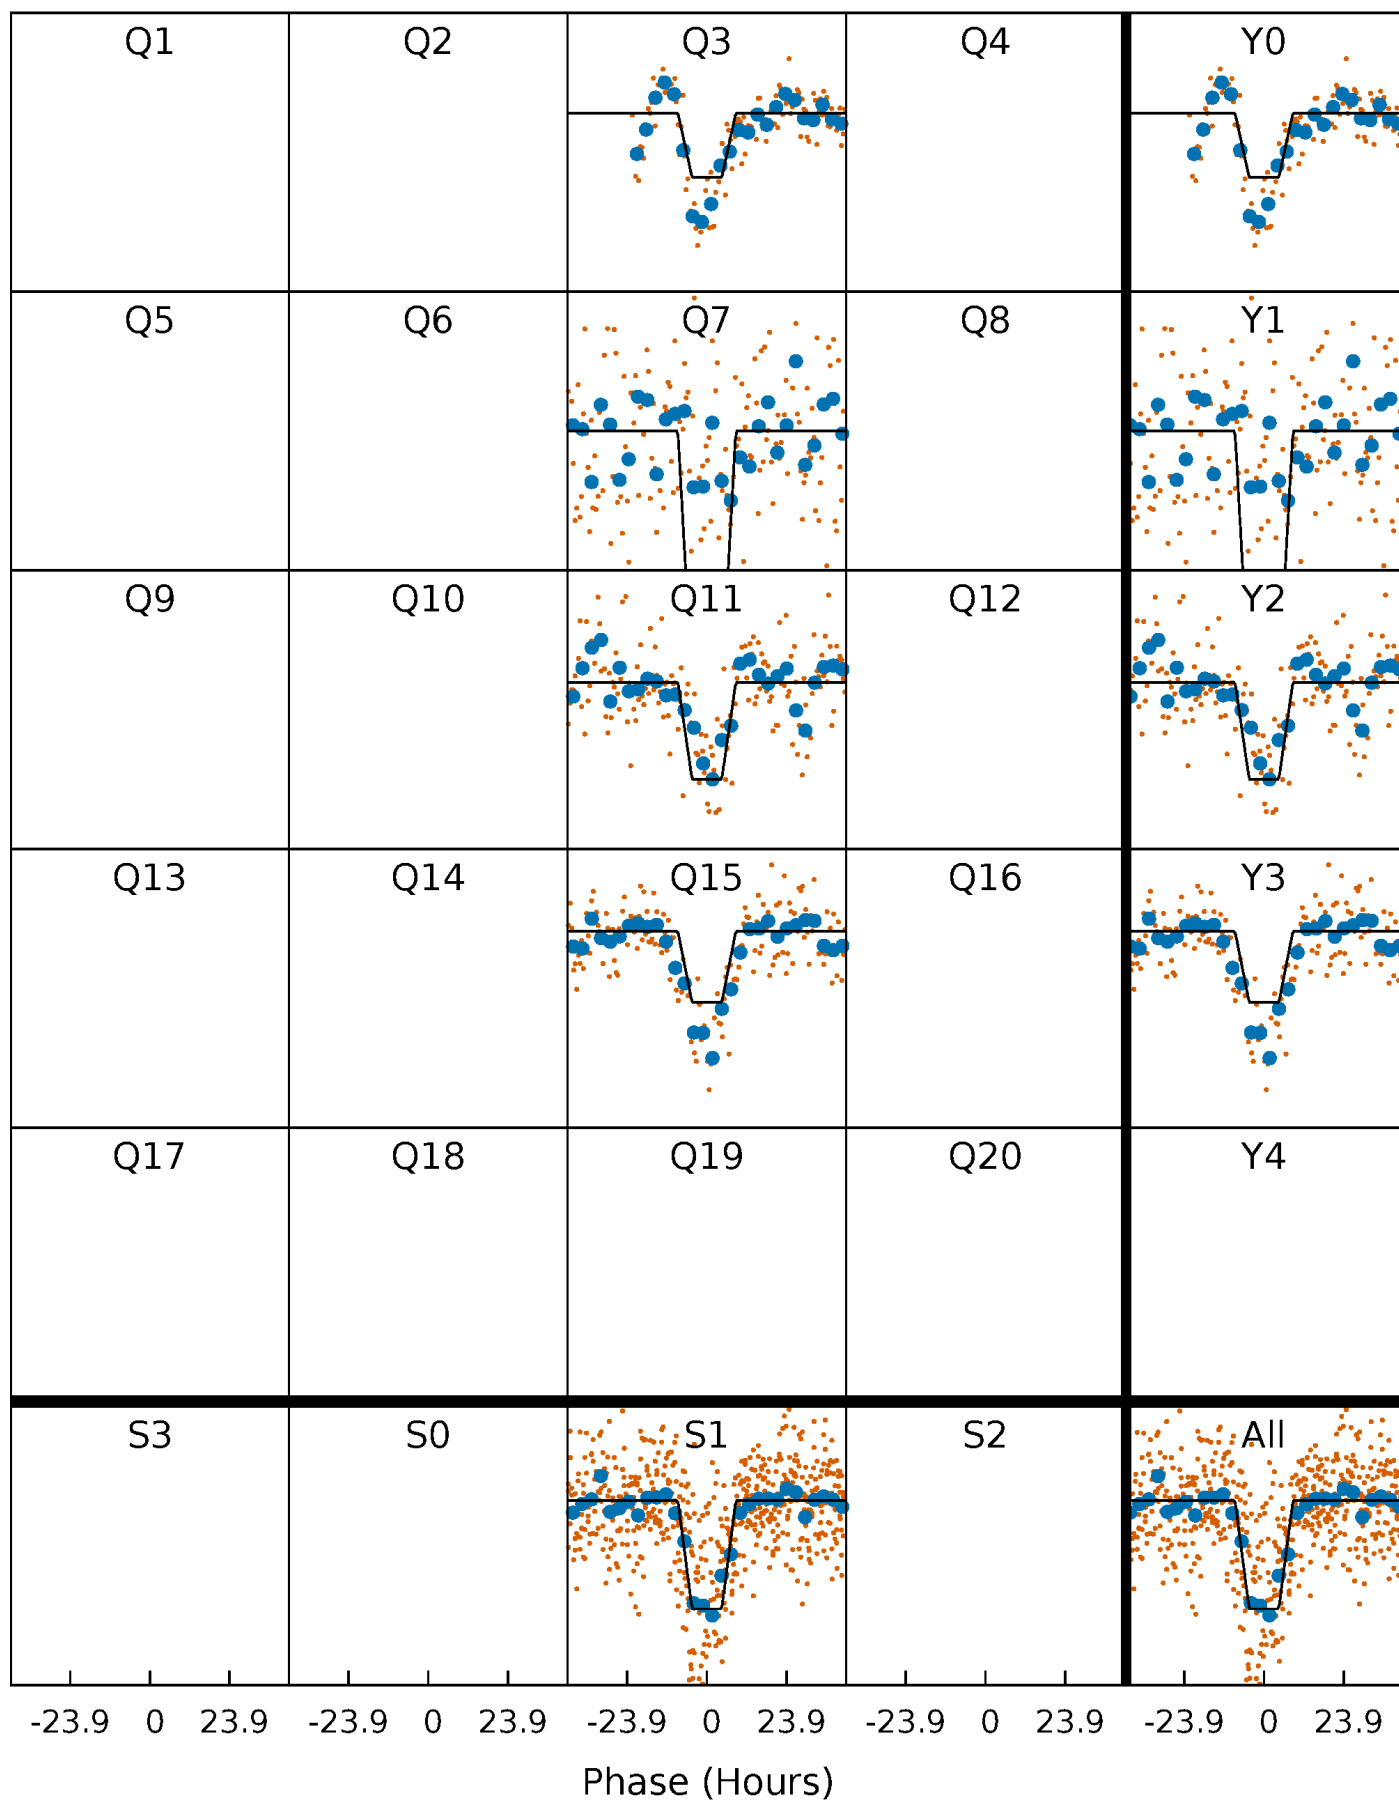 Q1 Q2 Q3 Q4 Y0
Q5 Q6 Q7 Q8 Y1
Q9 Q10 Q11 Q12 Y2
Q13 Q14 Q15 Q16 Y3
Q17 Q18 Q19 Q20 Y4
S3 S0 S1 S2 All
-23.9 0 23.9 -23.9 0 23.9 -23.9 0 23.9 -23.9 0 23.9 -23.9 0 23.9
Phase (Hours)